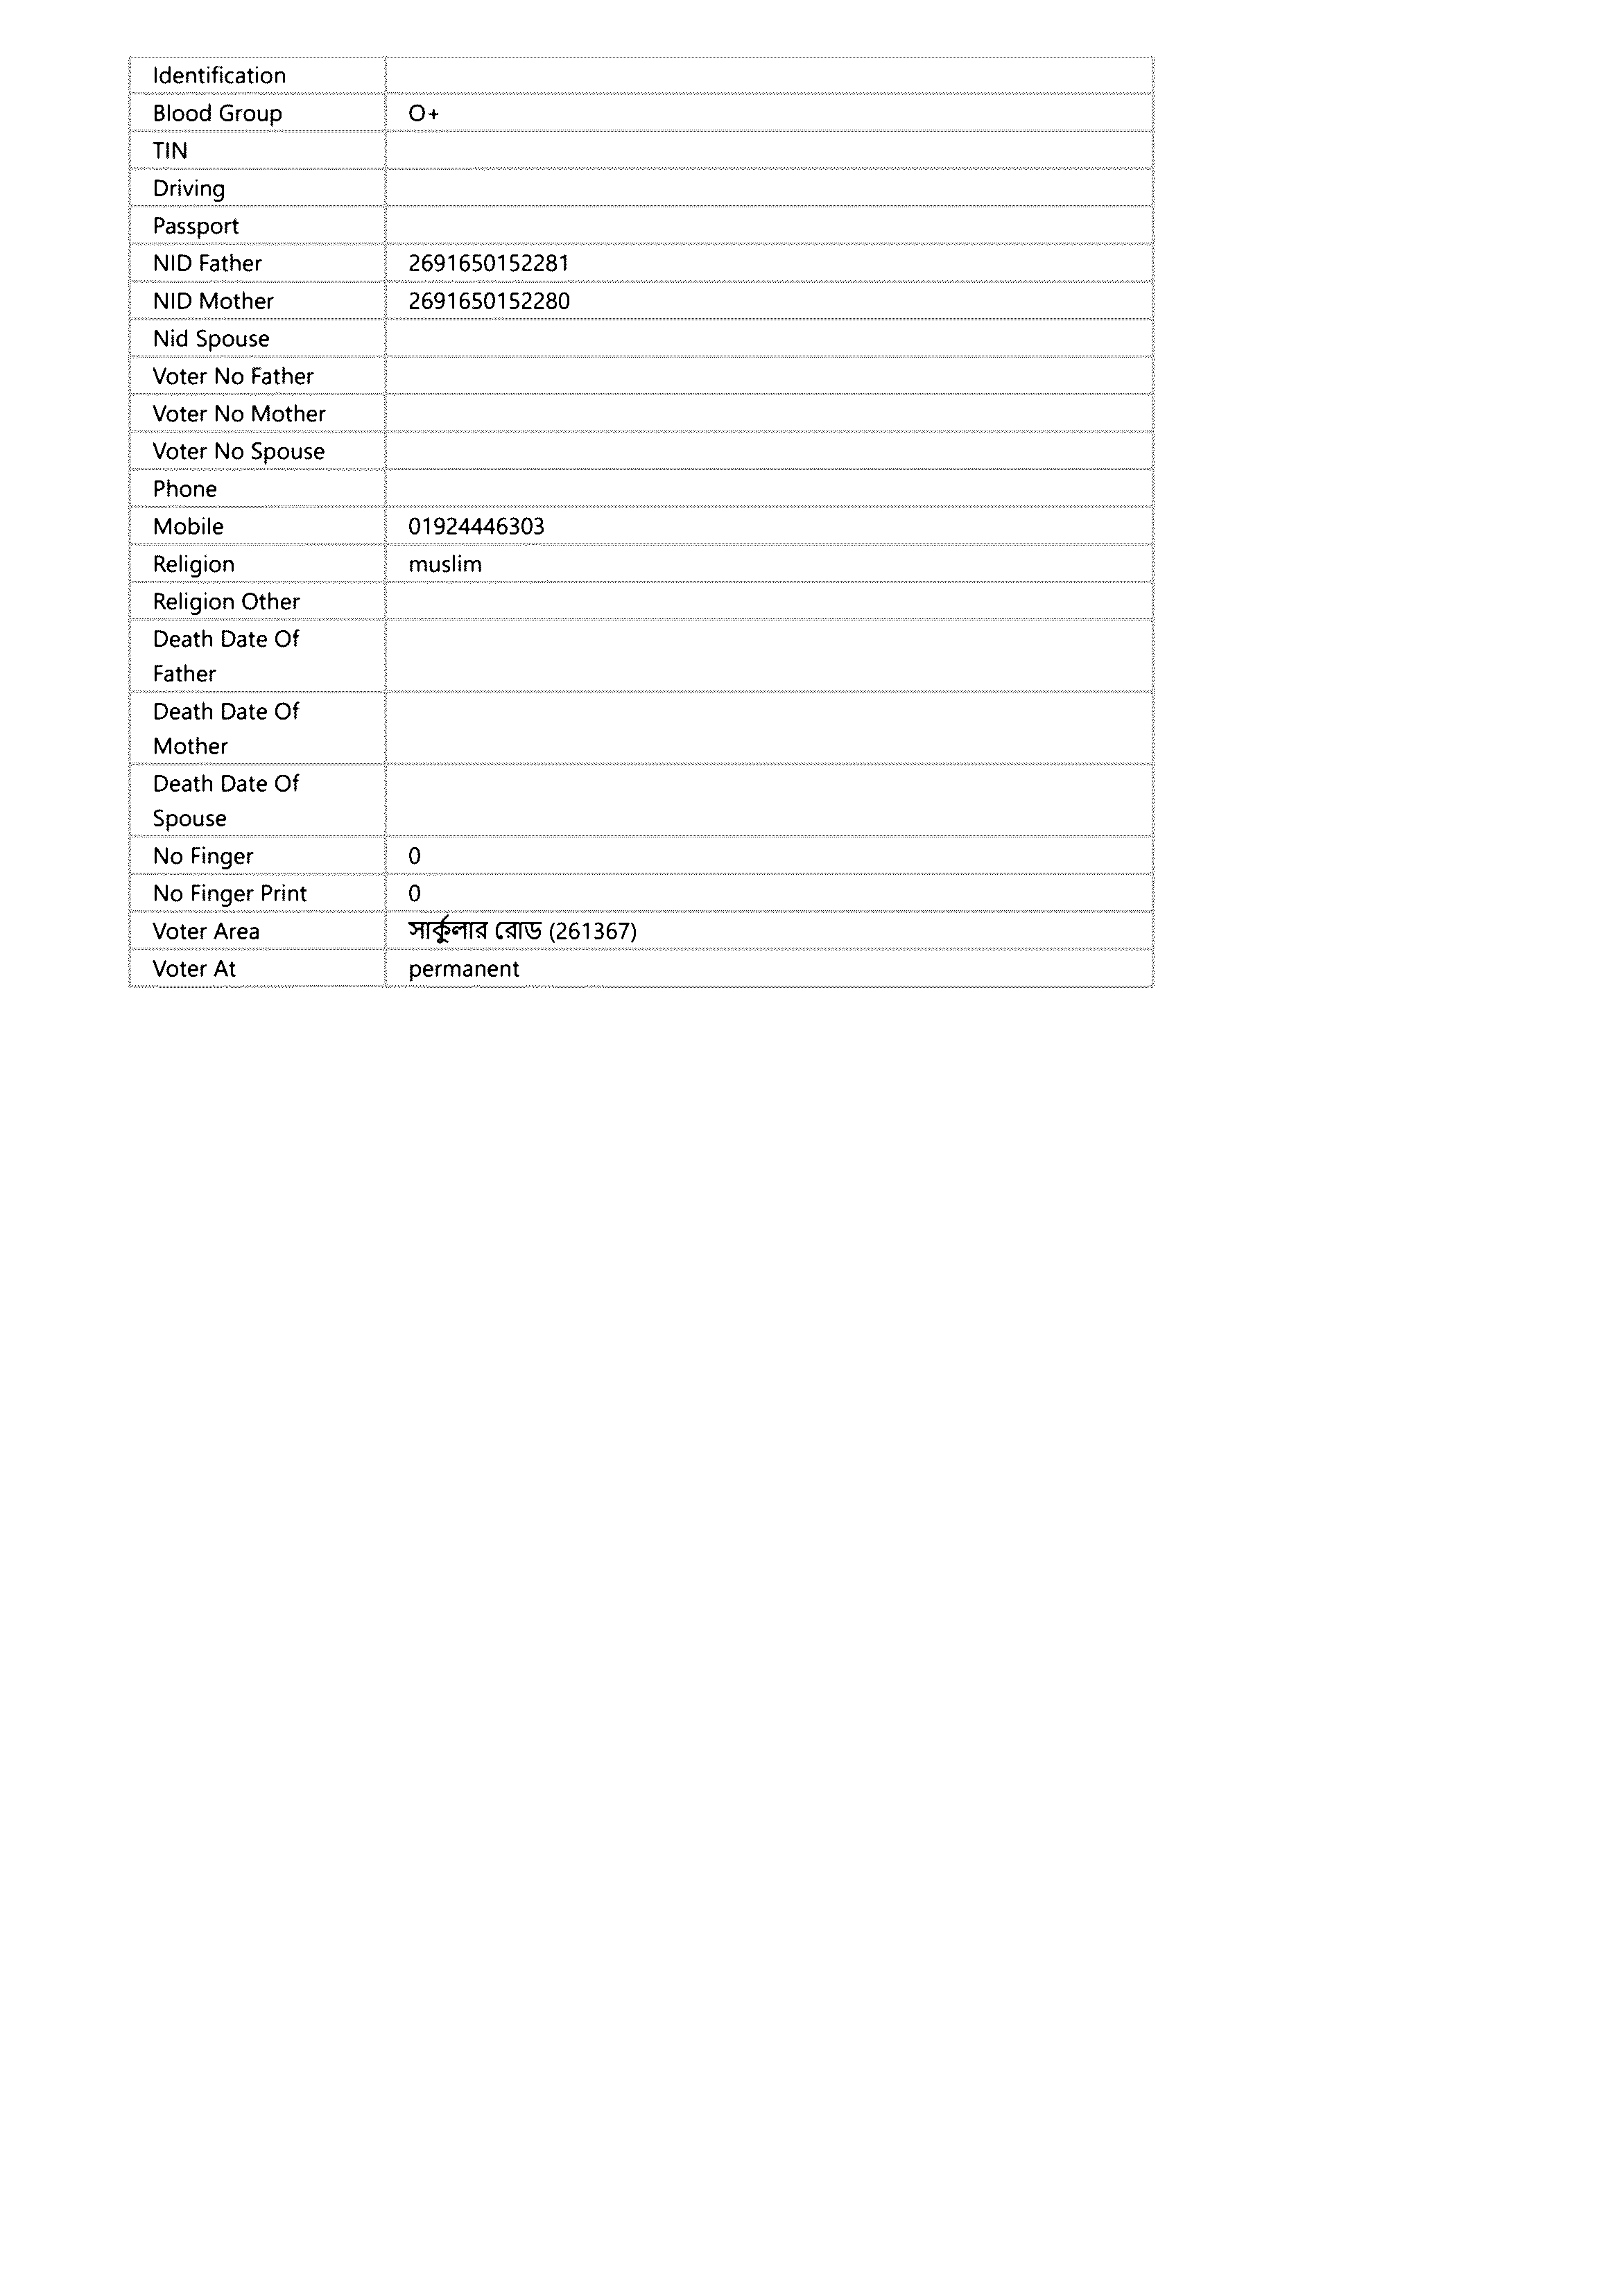 Identification
Blood Group O+
TIN
Driving
Passport
NID Father 2691650152281
NID Mother 2691650152280
Nid Spouse
Voter No Father
Voter No Mother
Voter No Spouse
Phone
Mobile 01924446303
Religion muslim
Religion Other
Death Date Of
Father
Death Date Of
Mother
Death Date Of
Spouse
No Finger 0
No Finger Print 0
Voter Area সার্কুলার রোড (261367)
Voter At permanent